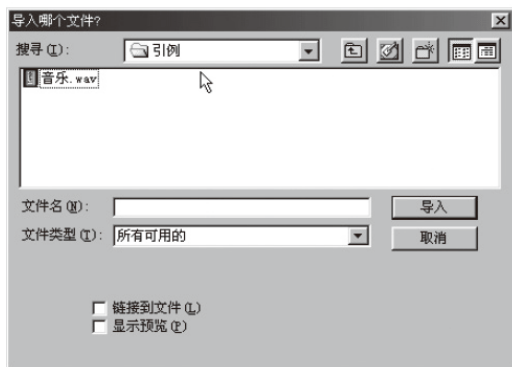 导入哪个文件?
搜寻(I): 引例
音乐.wav
文件名(N): 导入
文件类型(T): 所有可用的 取消
链接到文件(L)
显示预览(P)